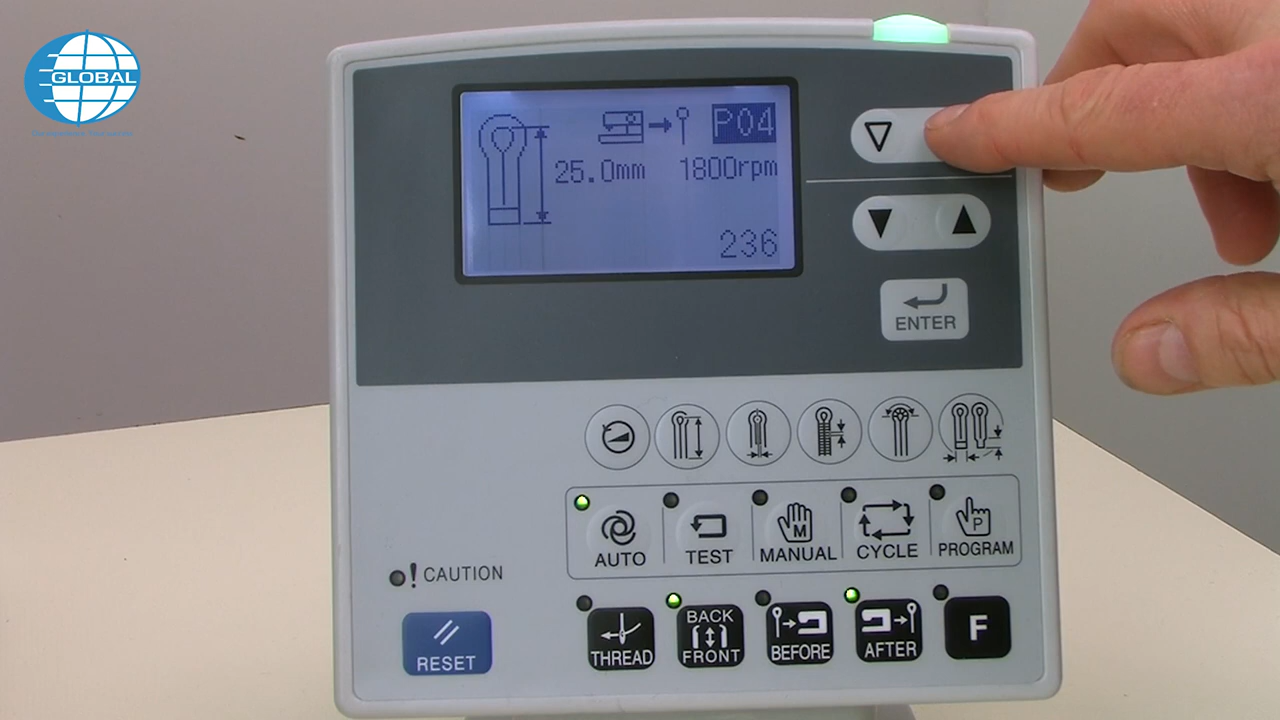 GLOBAL
P04
25.0mm 1800rpm
236
ENTER
AUTO
TEST
M
MANUAL
CYCLE
P
PROGRAM
! CAUTION
RESET
THREAD
BACK
FRONT
BEFORE
AFTER
F